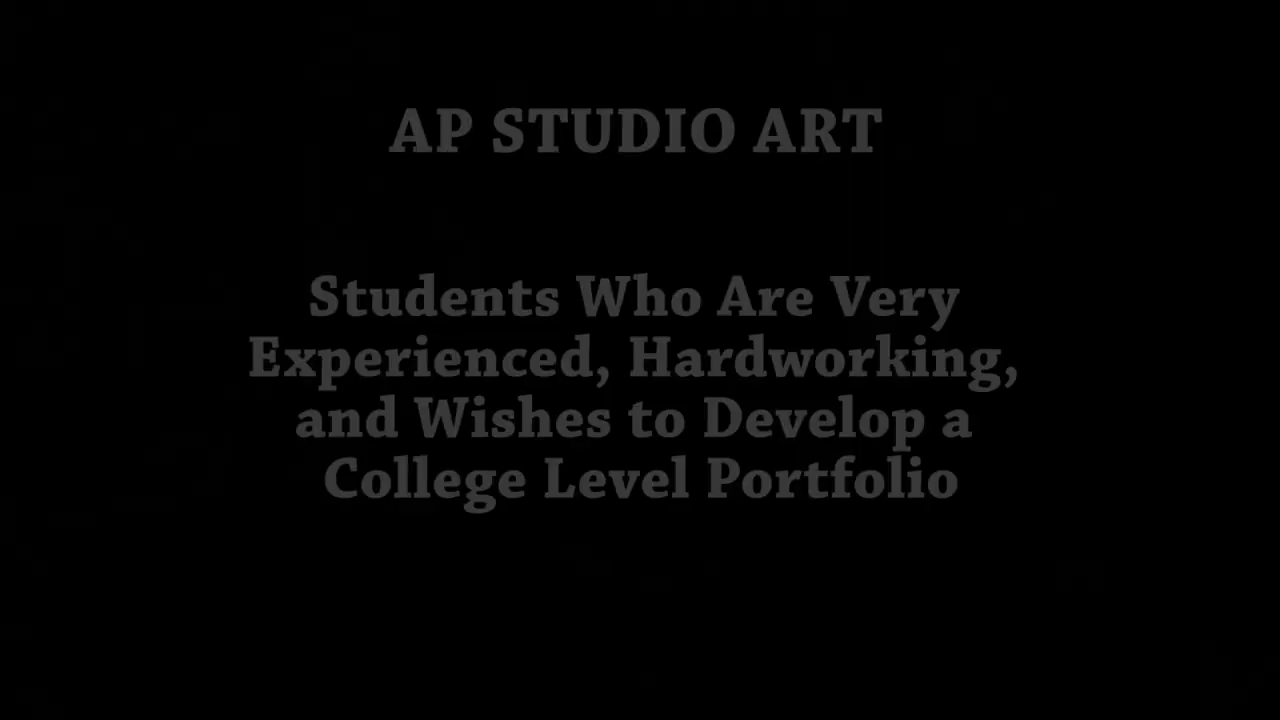 AP STUDIO ART
Students Who Are Very
Experienced, Hardworking,
and Wishes to Develop a
College Level Portfolio